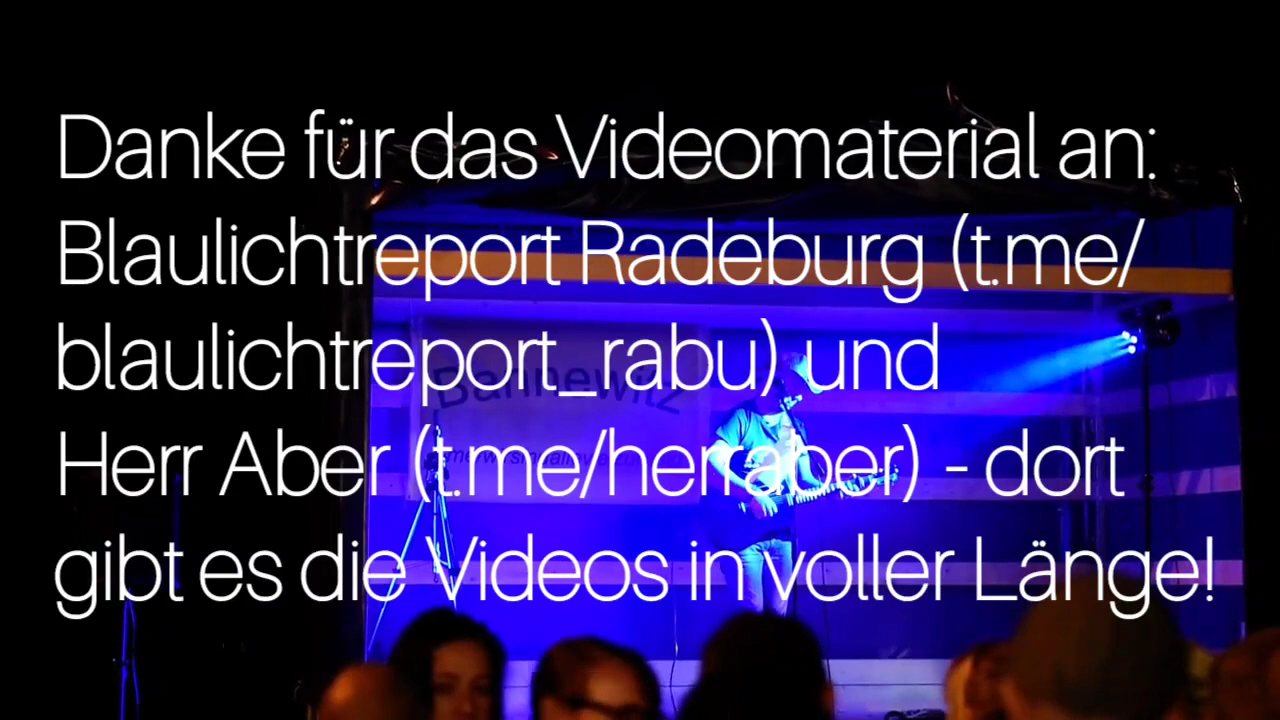 Danke für das Videomaterial an:
Blaulichtreport Radeburg (t.me/
blaulichtreport_rabu) und
Herr Aber (t.me/herraber) - dort
gibt es die Videos in voller Länge!
Bannewitz